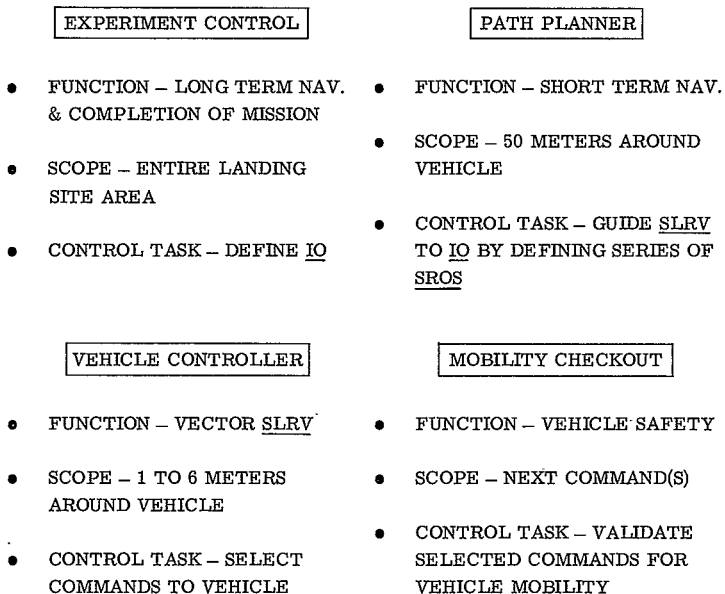 EXPERIMENT CONTROL
• FUNCTION – LONG TERM NAV.
& COMPLETION OF MISSION
• SCOPE – ENTIRE LANDING
SITE AREA
• CONTROL TASK – DEFINE IO
PATH PLANNER
• FUNCTION – SHORT TERM NAV.
• SCOPE – 50 METERS AROUND
VEHICLE
• CONTROL TASK – GUIDE SLRV
TO IO BY DEFINING SERIES OF
SROS
VEHICLE CONTROLLER
• FUNCTION – VECTOR SLRV
• SCOPE – 1 TO 6 METERS
AROUND VEHICLE
• CONTROL TASK – SELECT
COMMANDS TO VEHICLE
MOBILITY CHECKOUT
• FUNCTION – VEHICLE SAFETY
• SCOPE – NEXT COMMAND(S)
• CONTROL TASK – VALIDATE
SELECTED COMMANDS FOR
VEHICLE MOBILITY